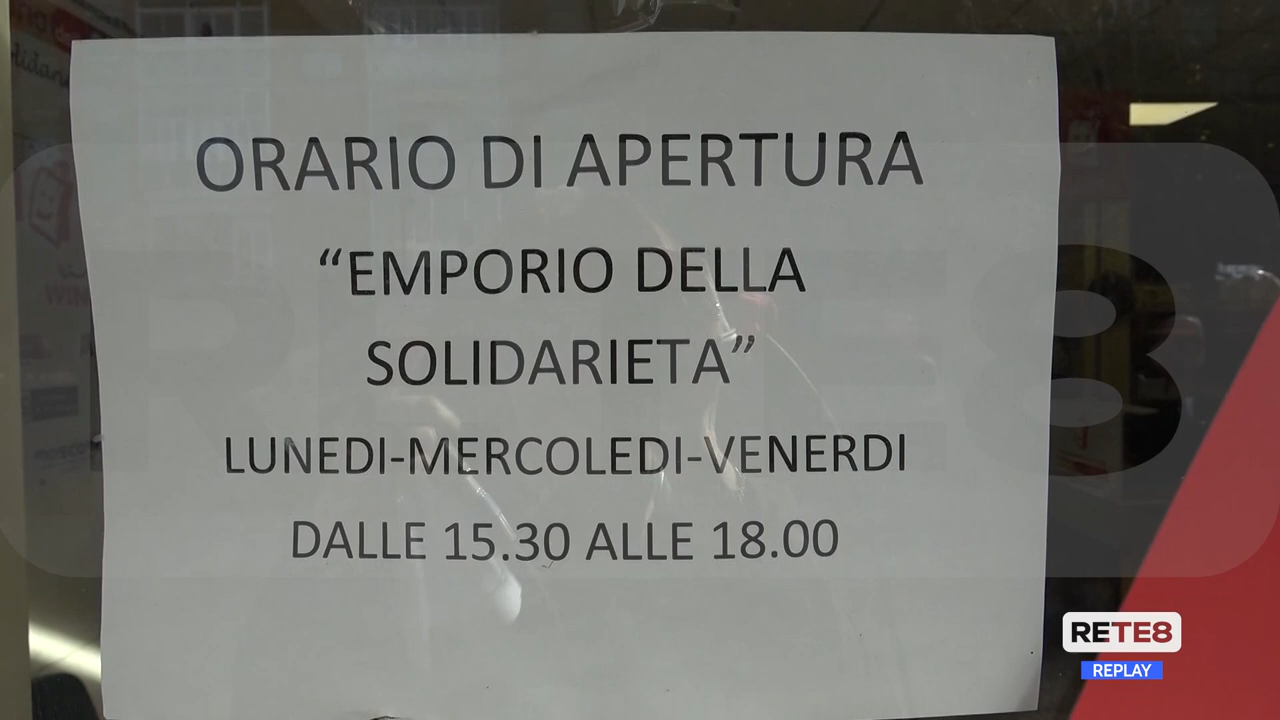 ORARIO DI APERTURA
“EMPORIO DELLA
SOLIDARIETA”
LUNEDI-MERCOLEDI-VENERDI
DALLE 15.30 ALLE 18.00
RETE8
REPLAY